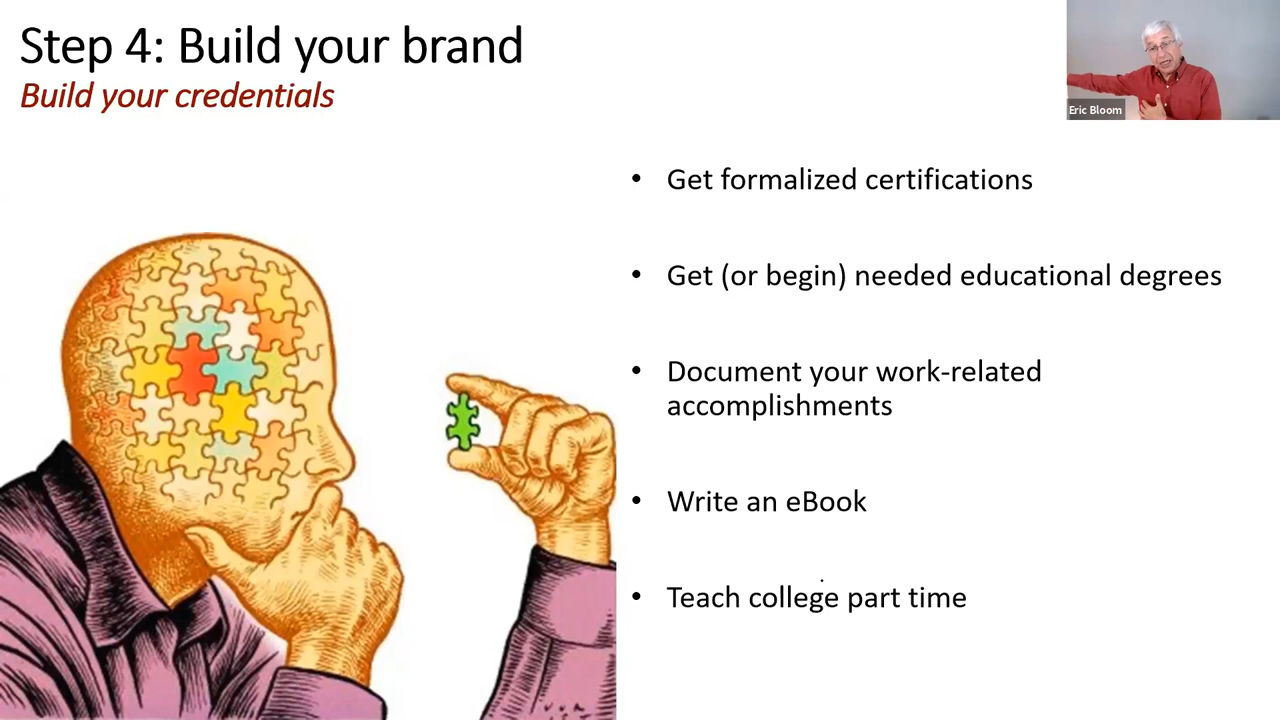 Step 4: Build your brand
Build your credentials
Eric Bloom
• Get formalized certifications
• Get (or begin) needed educational degrees
• Document your work-related
accomplishments
• Write an eBook
• Teach college part time